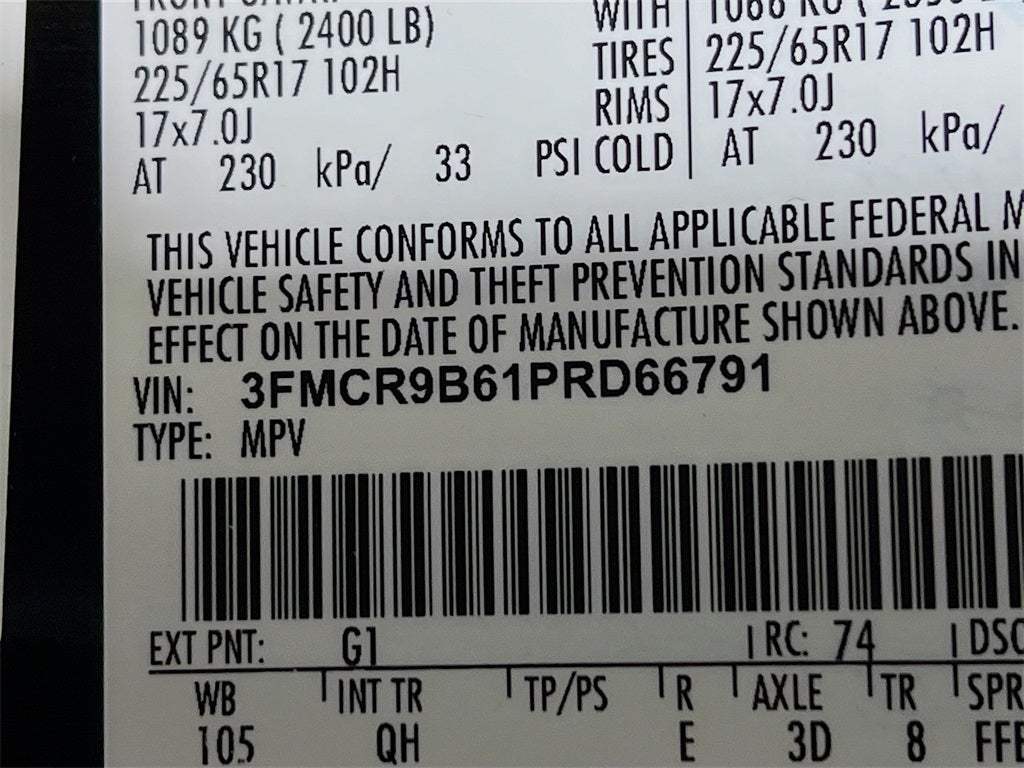 1089 KG ( 2400 LB)
225/65R17 102H
17x7.0J
AT 230 kPa/ 33 PSI COLD
WITH
TIRES
RIMS
225/65R17 102H
17x7.0J
AT 230 kPa/
THIS VEHICLE CONFORMS TO ALL APPLICABLE FEDERAL M
VEHICLE SAFETY AND THEFT PREVENTION STANDARDS IN
EFFECT ON THE DATE OF MANUFACTURE SHOWN ABOVE.
VIN: 3FMCR9B61PRD66791
TYPE: MPV
EXT PNT: G1 RC: 74 DSO
WB INT TR TP/PS R AXLE TR SPR
105 QH E 3D 8 FFF